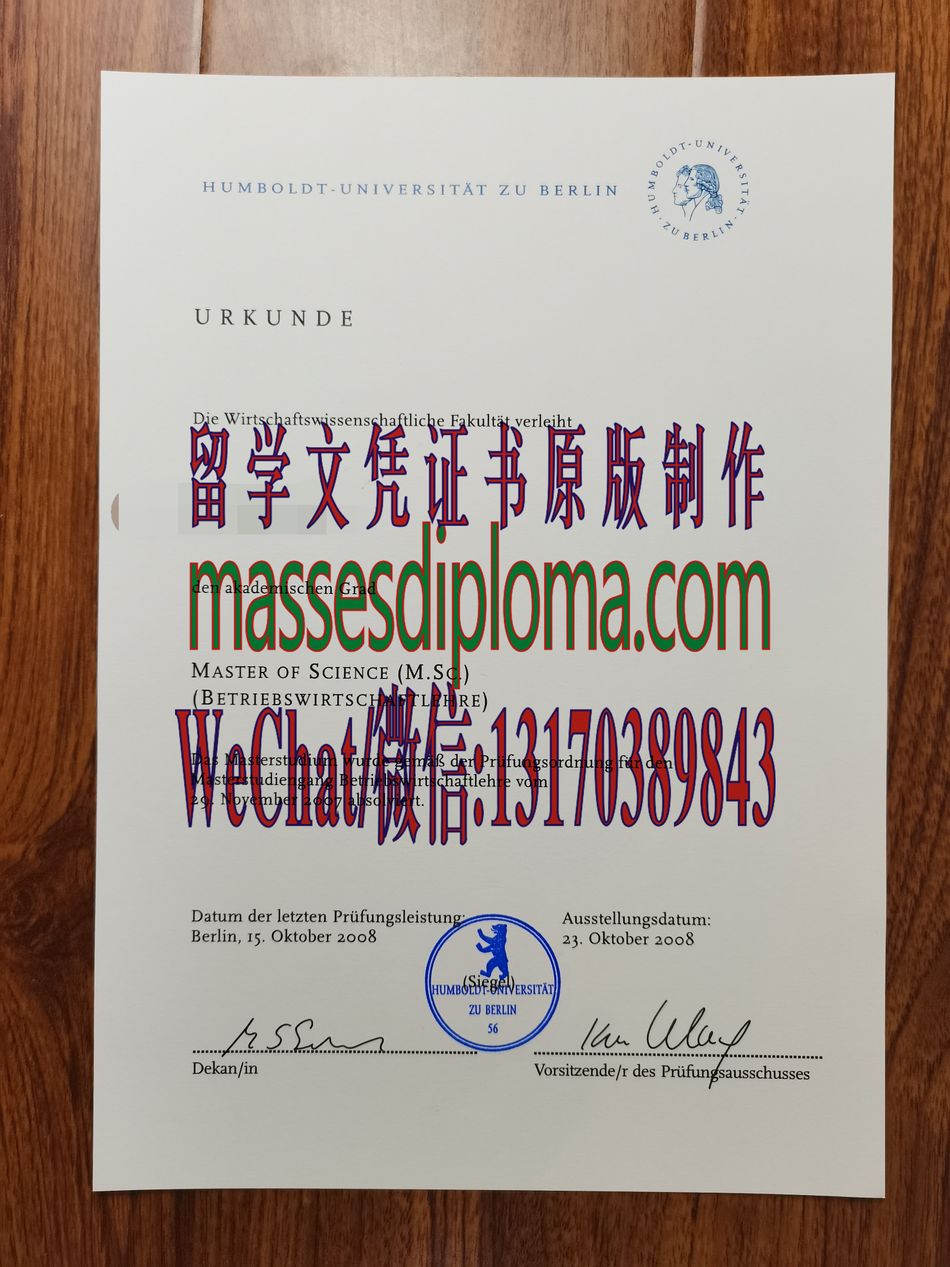 HUMBOLDT-UNIVERSITÄT ZU BERLIN
HUMBOLDT-UNIVERSITÄT · ZU BERLIN ·
URKUNDE
Die Wirtschaftswissenschaftliche Fakultät verleiht
留学文凭证书原版制作
den akademischen Grad
massesdiploma.com
MASTER OF SCIENCE (M.SC.)
(BETRIEBSWIRTSCHAFTLEHRE)
WeChat/微信:13170389843
Das Masterstudium wurde gemäß der Prüfungsordnung für den
Masterstudiengang Betriebswirtschaftlehre vom
29. November 2007 absolviert.
Datum der letzten Prüfungsleistung:
Berlin, 15. Oktober 2008
Ausstellungsdatum:
23. Oktober 2008
(Siegel)
HUMBOLDT-UNIVERSITÄT
ZU BERLIN
56
Dekan/in
Vorsitzende/r des Prüfungsausschusses